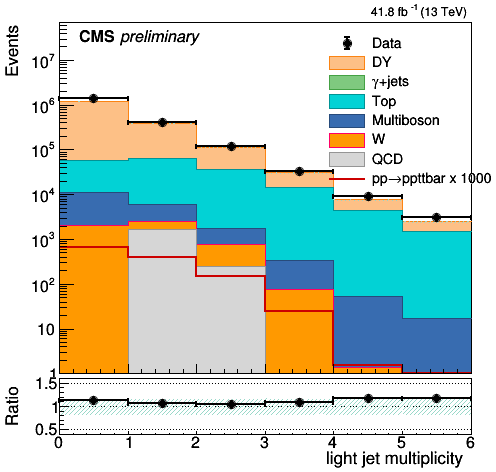 41.8 fb⁻¹ (13 TeV)
CMS preliminary
Events
Data
DY
γ+jets
Top
Multiboson
W
QCD
pp→ppttbar x 1000
10⁷
10⁶
10⁵
10⁴
10³
10²
10
1
Ratio
1.5
1
0.5
0 1 2 3 4 5 6
light jet multiplicity